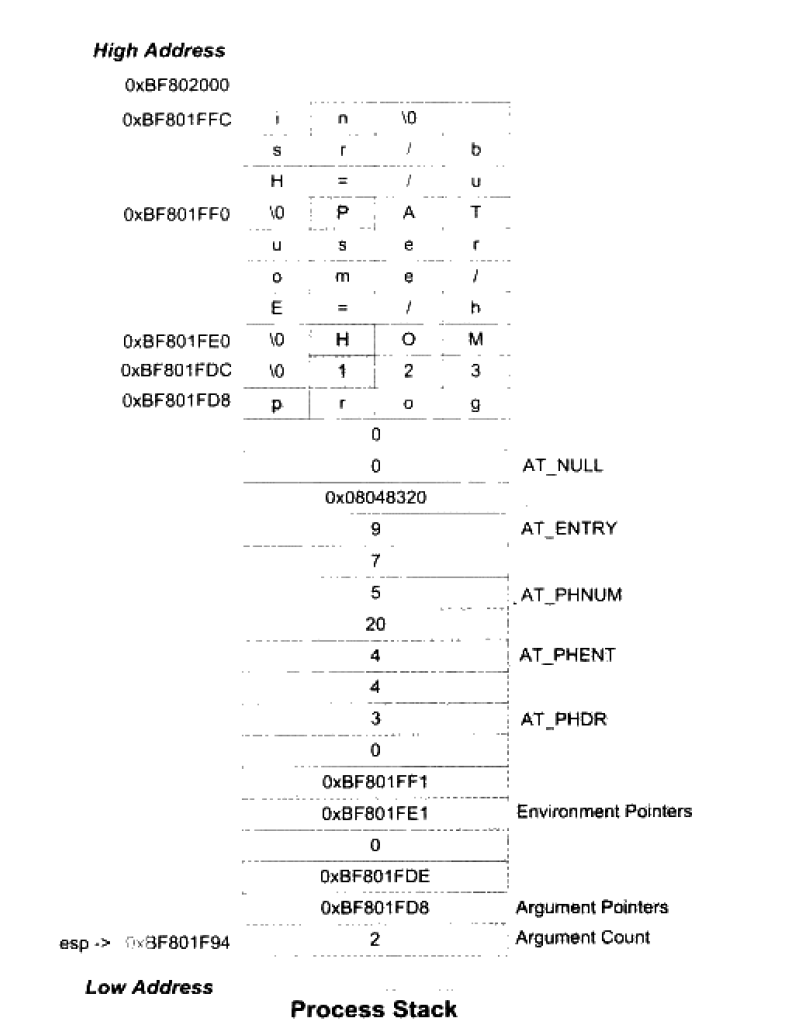 High Address
0xBF802000
0xBF801FFC i n \0
s r / b
H = / u
0xBF801FF0 \0 P A T
u s e r
o m e /
E = / h
0xBF801FE0 \0 H O M
0xBF801FDC \0 1 2 3
0xBF801FD8 p r o g
0
0 AT_NULL
0x08048320
9 AT_ENTRY
7
5 AT_PHNUM
20
4 AT_PHENT
4
3 AT_PHDR
0
0xBF801FF1
0xBF801FE1 Environment Pointers
0
0xBF801FDE
0xBF801FD8 Argument Pointers
esp -> 0xBF801F94 2 Argument Count
Low Address
Process Stack